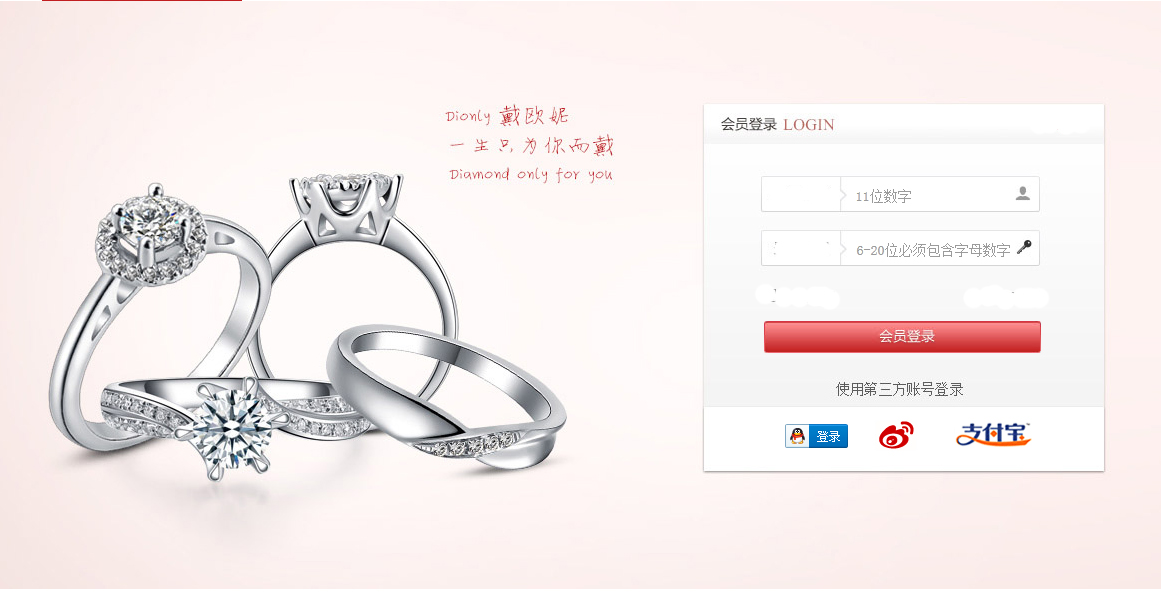 Dionly 戴欧妮
一生只为你而戴
Diamond only for you
会员登录 LOGIN
11位数字
6-20位必须包含字母数字
会员登录
使用第三方账号登录
登录
支付宝